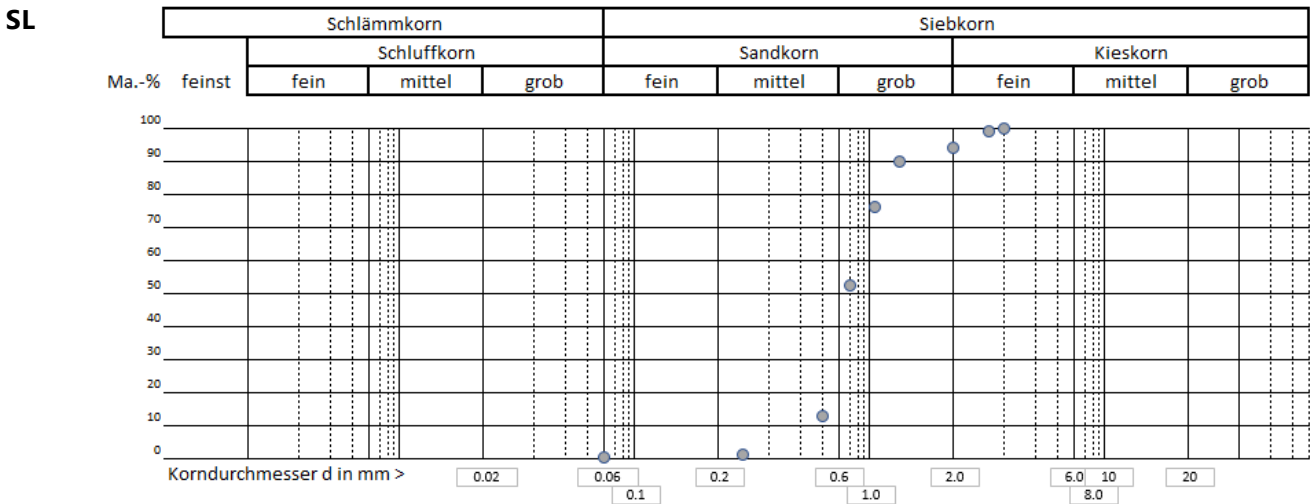 SL
Schlämmkorn Siebkorn
Schluffkorn Sandkorn Kieskorn
Ma.-% feinst fein mittel grob fein mittel grob fein mittel grob
100
90
80
70
60
50
40
30
20
10
0
Korndurchmesser d in mm > 0.02 0.06 0.2 0.6 2.0 6.0 10 20
0.1 1.0 8.0